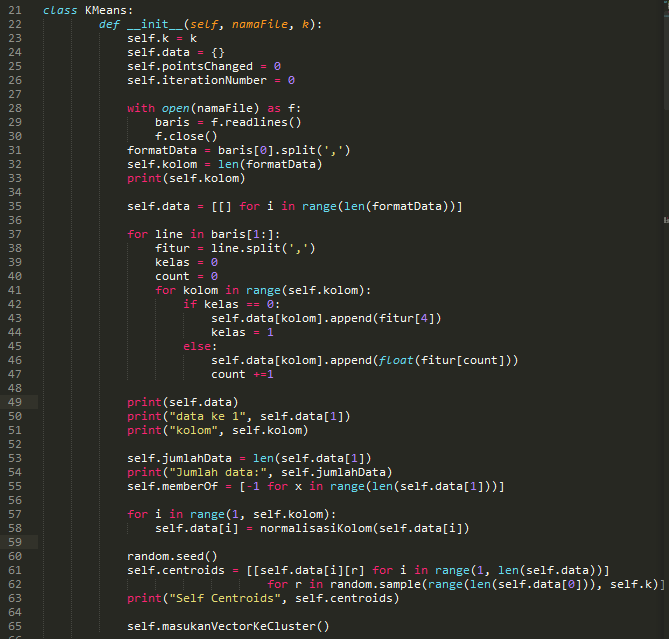 21 class KMeans:
22 def __init__(self, namaFile, k):
23 self.k = k
24 self.data = {}
25 self.pointsChanged = 0
26 self.iterationNumber = 0
27
28 with open(namaFile) as f:
29 baris = f.readlines()
30 f.close()
31 formatData = baris[0].split(',')
32 self.kolom = len(formatData)
33 print(self.kolom)
34
35 self.data = [[] for i in range(len(formatData))]
36
37 for line in baris[1:]:
38 fitur = line.split(',')
39 kelas = 0
40 count = 0
41 for kolom in range(self.kolom):
42 if kelas == 0:
43 self.data[kolom].append(fitur[4])
44 kelas = 1
45 else:
46 self.data[kolom].append(float(fitur[count]))
47 count +=1
48
49 print(self.data)
50 print("data ke 1", self.data[1])
51 print("kolom", self.kolom)
52
53 self.jumlahData = len(self.data[1])
54 print("Jumlah data:", self.jumlahData)
55 self.memberOf = [-1 for x in range(len(self.data[1]))]
56
57 for i in range(1, self.kolom):
58 self.data[i] = normalisasiKolom(self.data[i])
59
60 random.seed()
61 self.centroids = [[self.data[i][r] for i in range(1, len(self.data))]
62 for r in random.sample(range(len(self.data[0])), self.k)]
63 print("Self Centroids", self.centroids)
64
65 self.masukanVectorKeCluster()